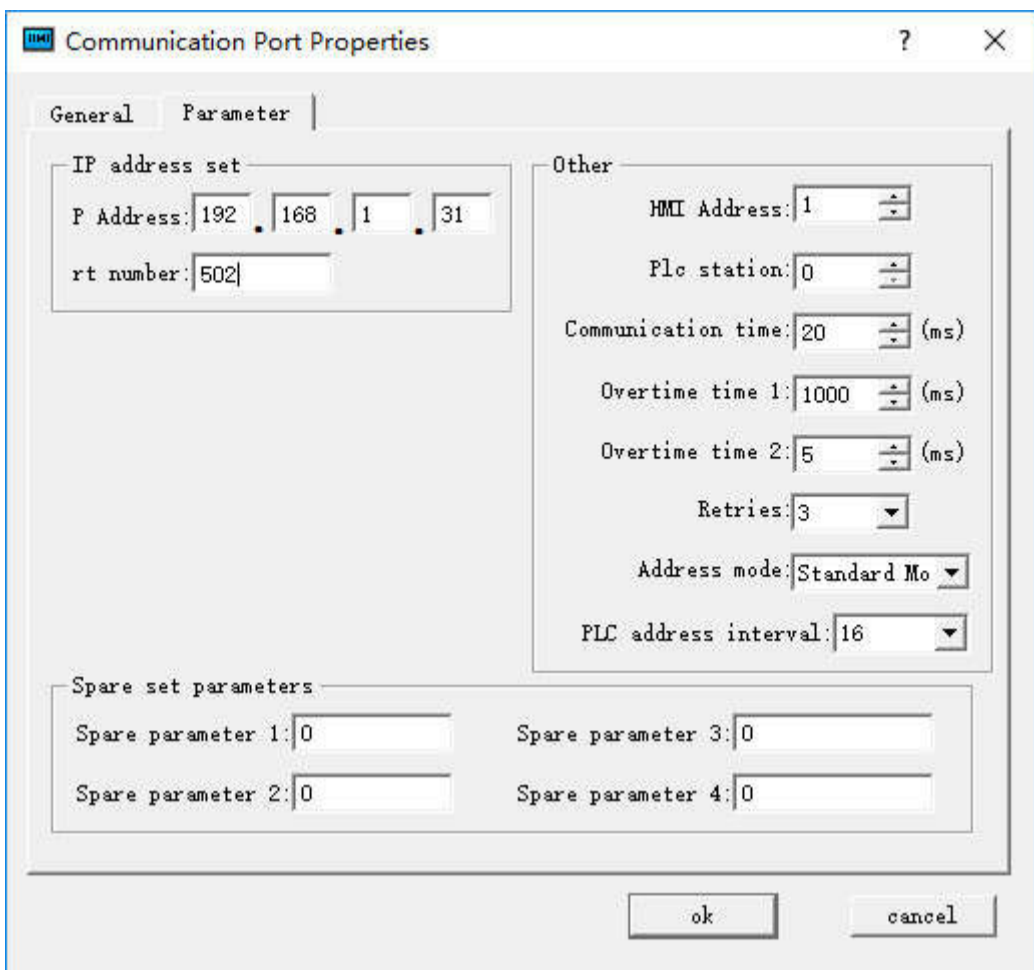 HMI Communication Port Properties ? ×
General Parameter
IP address set
P Address: 192 . 168 . 1 . 31
rt number: 502
Other
HMI Address: 1
Plc station: 0
Communication time: 20 (ms)
Overtime time 1: 1000 (ms)
Overtime time 2: 5 (ms)
Retries: 3
Address mode: Standard Mo
PLC address interval: 16
Spare set parameters
Spare parameter 1: 0 Spare parameter 3: 0
Spare parameter 2: 0 Spare parameter 4: 0
ok cancel